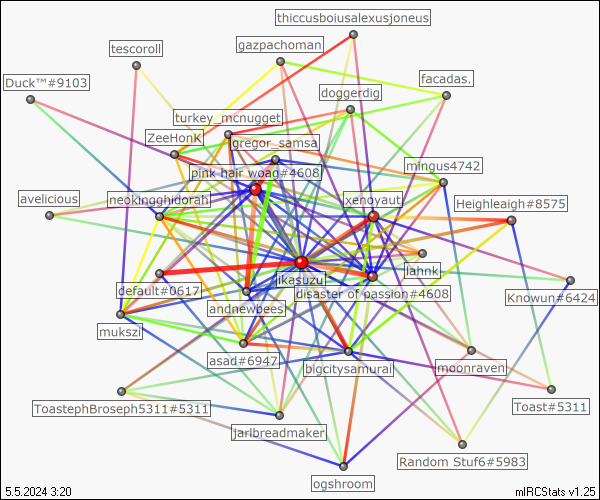 thiccusboiusalexusjoneus
tescoroll
gazpachoman
Duck™#9103
facadas.
doggerdig
turkey_mcnugget
ZeeHonK
gregor_samsa
mingus4742
pink hair woag#4608
avelicious
neokingghidorah
xenovaut
Heighleaigh#8575
lahnk
default#0617
jikasuzu
disaster of passion#4608
Knowun#6424
andnewbees
mukszi
asad#6947
bigcitysamurai
moonraven
ToastephBroseph5311#5311
Toast#5311
jarlbreadmaker
Random Stuf6#5983
ogshroom
5.5.2024 3:20
mIRCStats v1.25